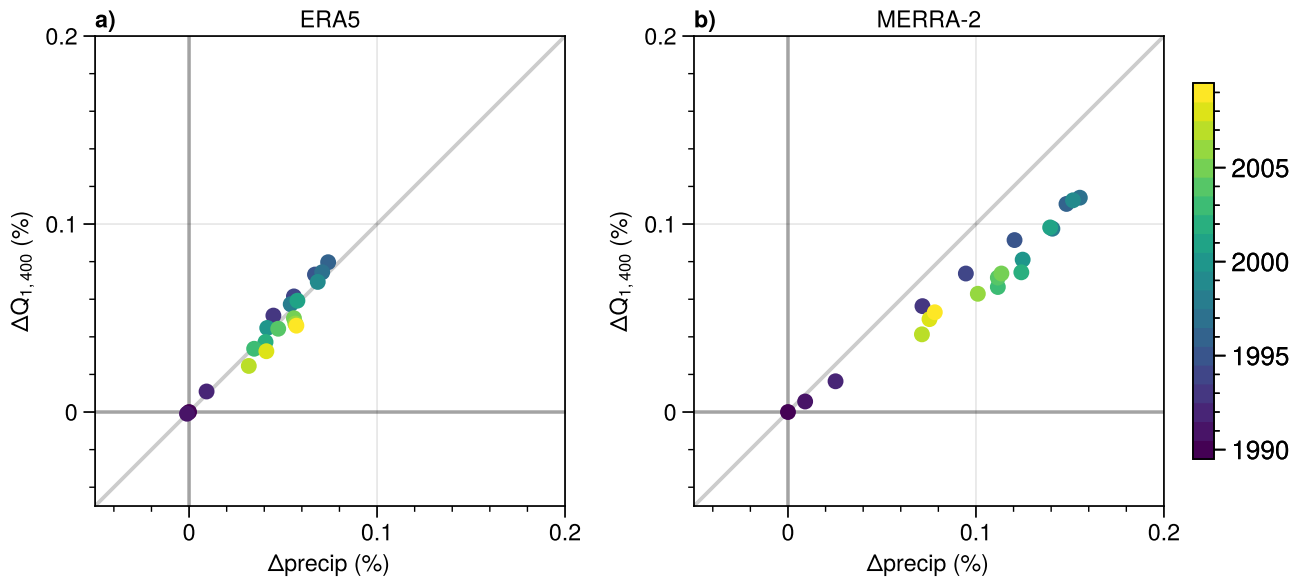 a) ERA5
0.2
0.1
0
0 0.1 0.2
Δprecip (%)
ΔQ1, 400 (%)
b) MERRA-2
0.2
0.1
0
0 0.1 0.2
Δprecip (%)
ΔQ1, 400 (%)
2005
2000
1995
1990